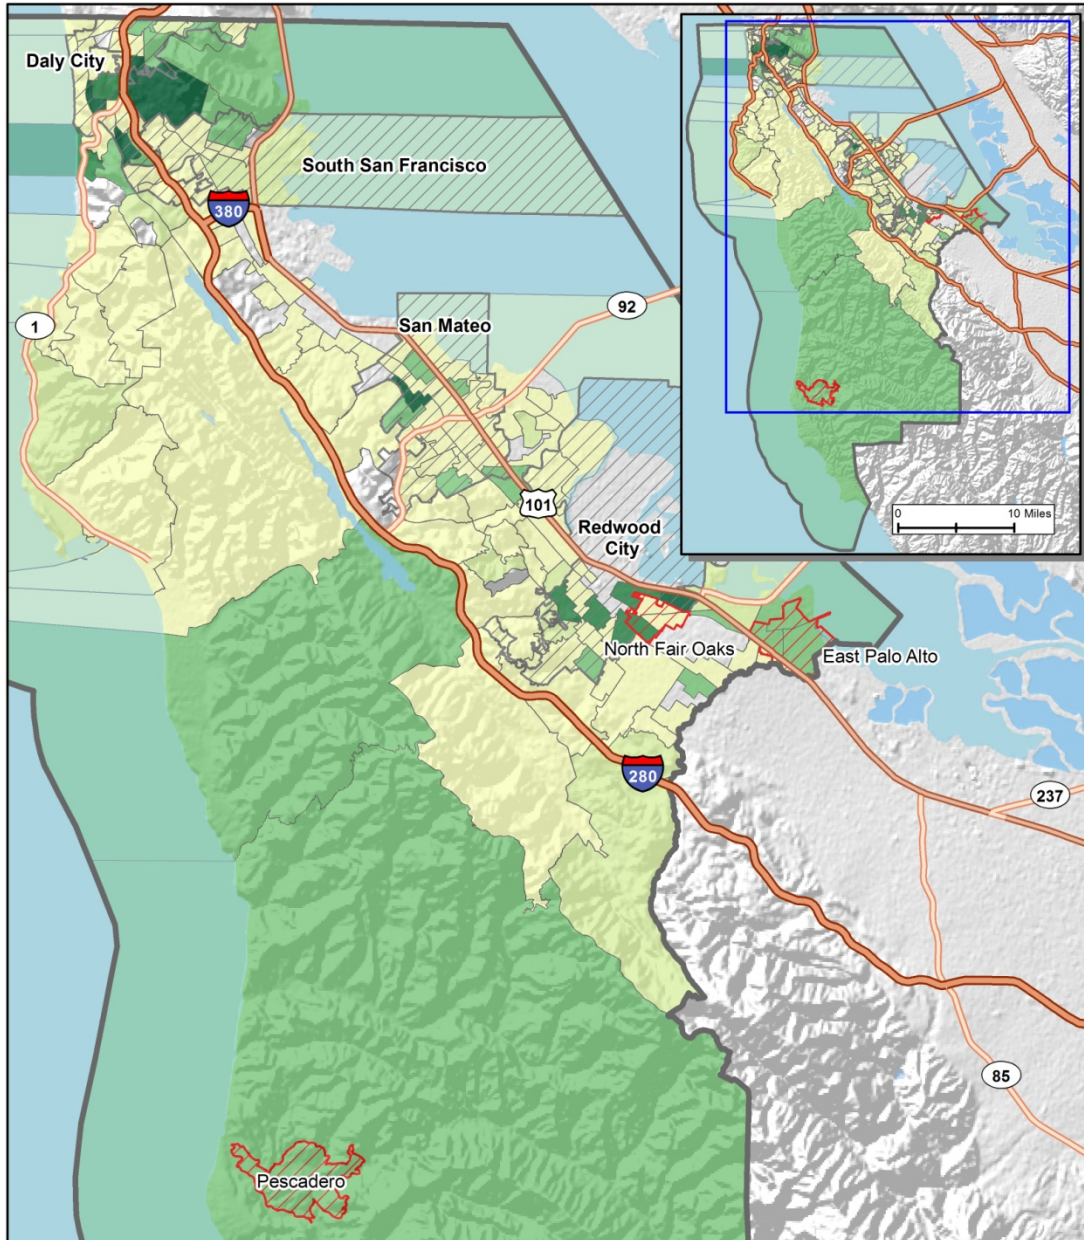 Daly City
South San Francisco
380
1
San Mateo
92
0
10 Miles
101
Redwood
City
North Fair Oaks
East Palo Alto
280
237
85
Pescadero